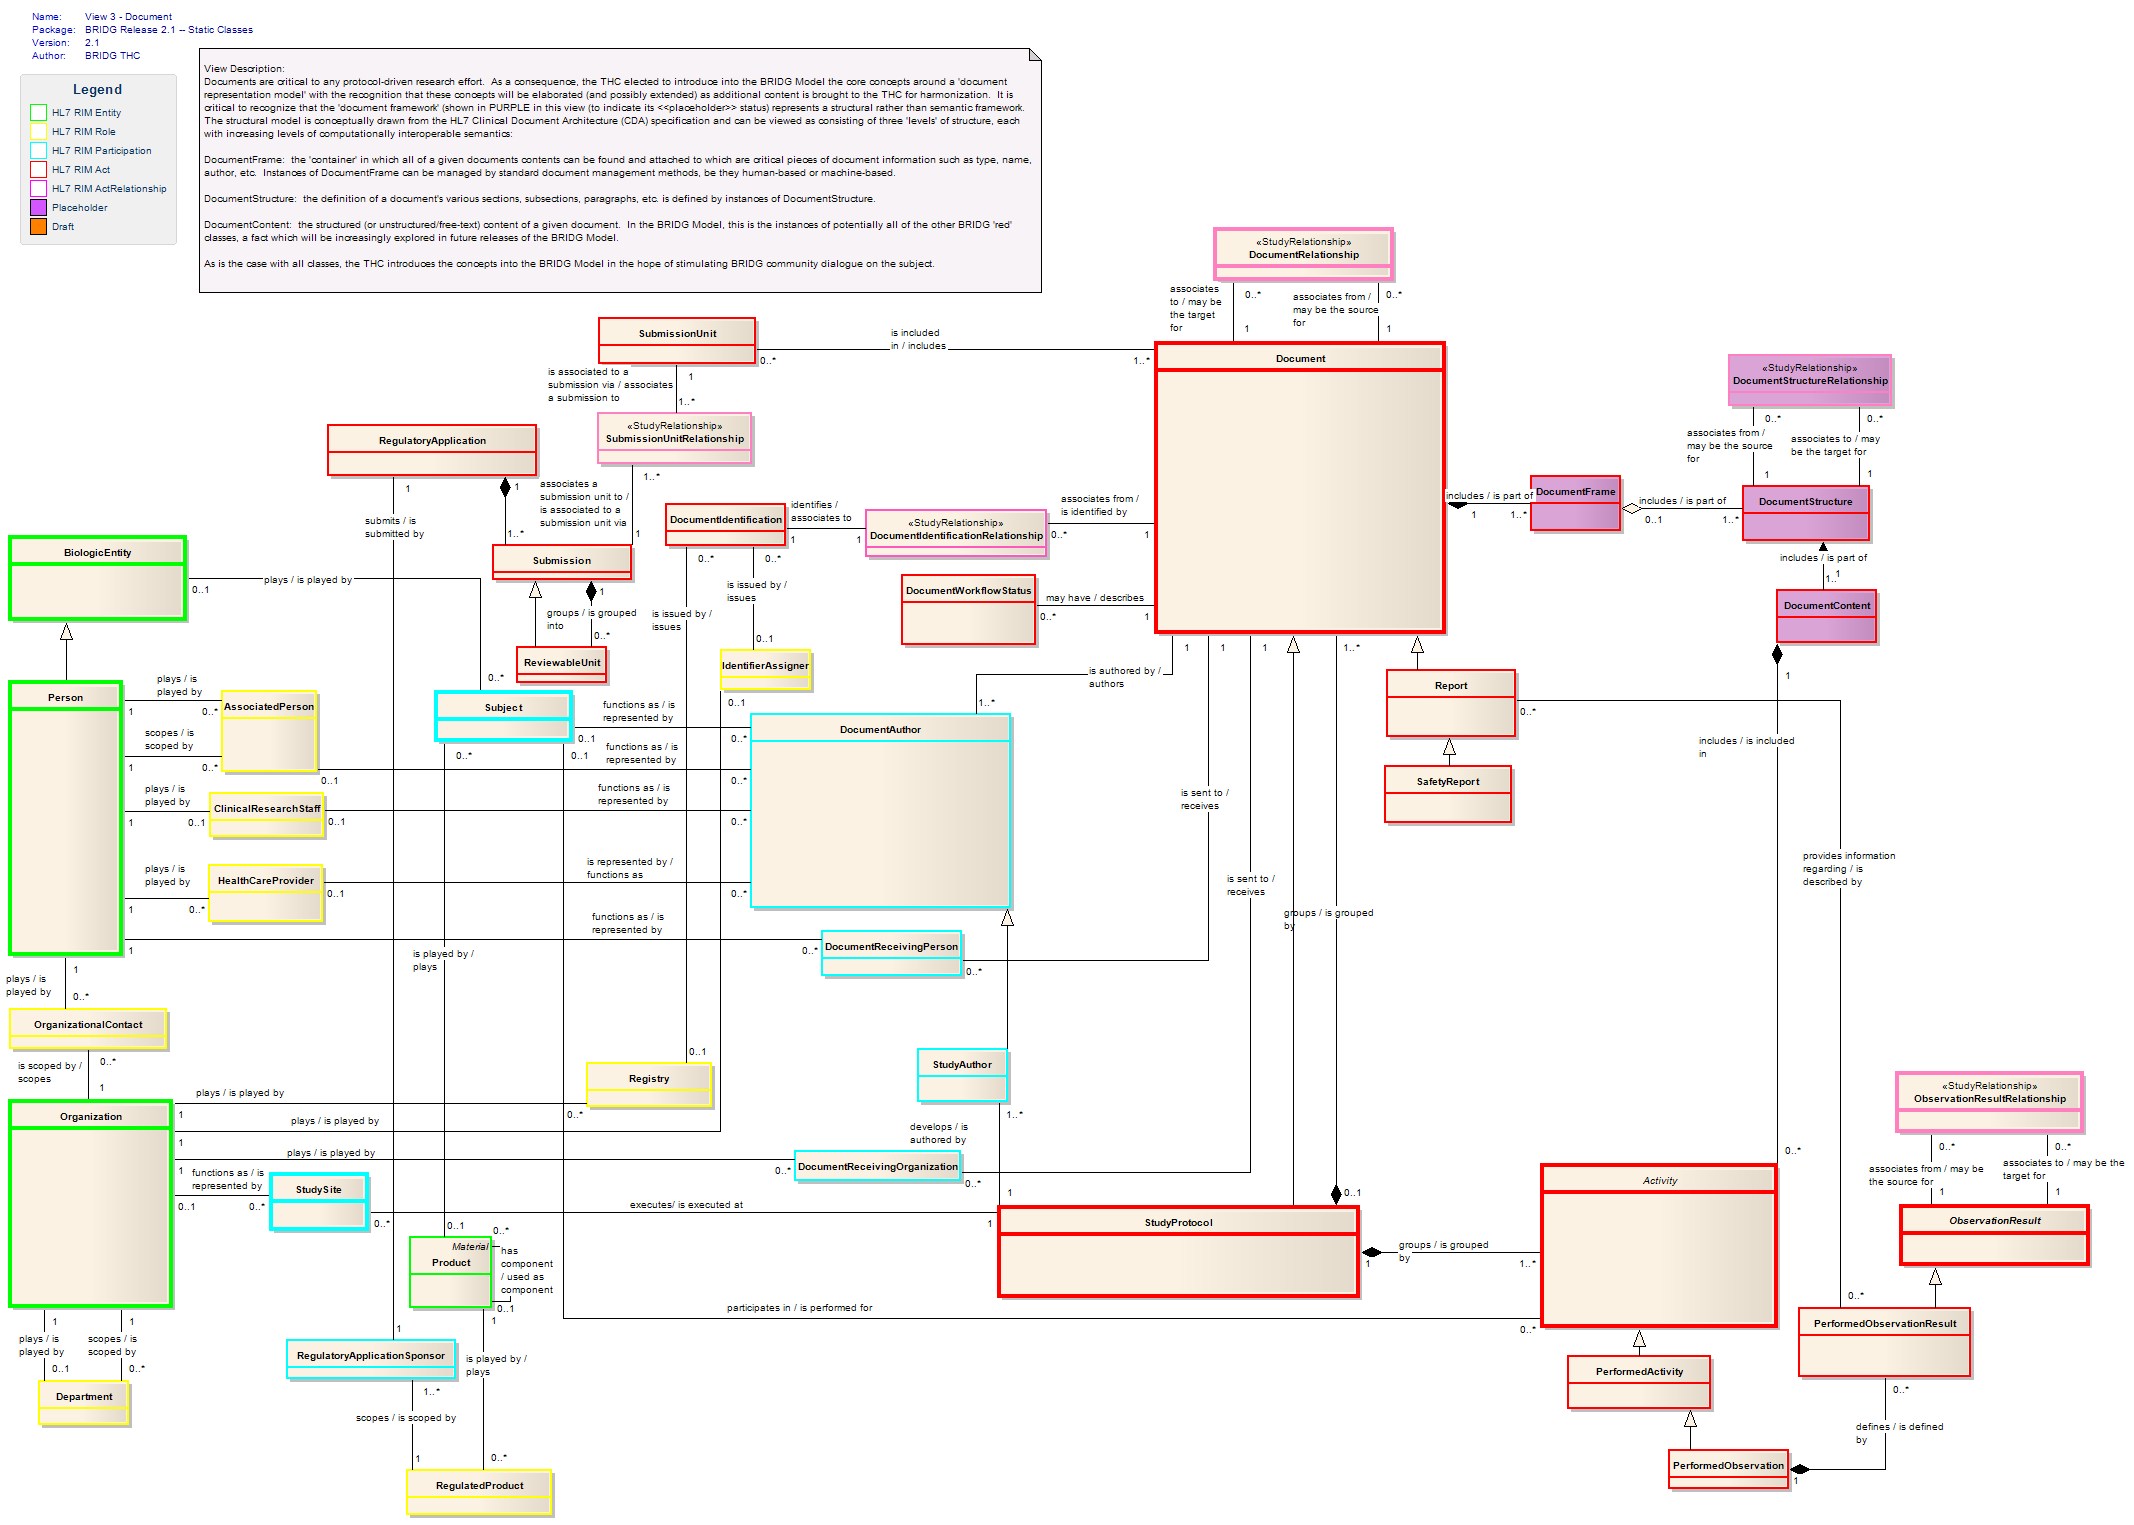 Name: View 3 - Document
Package: BRIDG Release 2.1 -- Static Classes
Version: 2.1
Author: BRIDG THC
Legend
HL7 RIM Entity
HL7 RIM Role
HL7 RIM Participation
HL7 RIM Act
HL7 RIM ActRelationship
Placeholder
Draft
View Description:
Documents are critical to any protocol-driven research effort.  As a consequence, the THC elected to introduce into the BRIDG Model the core concepts around a 'document
representation model' with the recognition that these concepts will be elaborated (and possibly extended) as additional content is brought to the THC for harmonization.  It is
critical to recognize that the 'document framework' (shown in PURPLE in this view (to indicate its <<placeholder>> status) represents a structural rather than semantic framework.
The structural model is conceptually drawn from the HL7 Clinical Document Architecture (CDA) specification and can be viewed as consisting of three 'levels' of structure, each
with increasing levels of computationally interoperable semantics:
DocumentFrame:  the 'container' in which all of a given documents contents can be found and attached to which are critical pieces of document information such as type, name,
author, etc.  Instances of DocumentFrame can be managed by standard document management methods, be they human-based or machine-based.
DocumentStructure:  the definition of a document's various sections, subsections, paragraphs, etc. is defined by instances of DocumentStructure.
DocumentContent:  the structured (or unstructured/free-text) content of a given document.  In the BRIDG Model, this is the instances of potentially all of the other BRIDG 'red'
classes, a fact which will be increasingly explored in future releases of the BRIDG Model.
As is the case with all classes, the THC introduces the concepts into the BRIDG Model in the hope of stimulating BRIDG community dialogue on the subject.
«StudyRelationship»
DocumentRelationship
associates
to / may be
the target
for
0..*
1
associates from /
may be the source
for
0..*
1
SubmissionUnit
0..*
is included
in / includes
1..*
Document
is associated to a
submission via / associates
a submission to
1
1..*
«StudyRelationship»
SubmissionUnitRelationship
1..*
associates a
submission unit to /
is associated to a
submission unit via
1
RegulatoryApplication
1
1
1..*
submits / is
submitted by
Submission
1
groups / is grouped
into
0..*
ReviewableUnit
DocumentIdentification
identifies /
associates to
1
1
«StudyRelationship»
DocumentIdentificationRelationship
associates from /
is identified by
0..*
1
0..*
0..*
is issued by /
issues
is issued by /
issues
0..1
IdentifierAssigner
0..1
DocumentWorkflowStatus
may have / describes
0..*
1
«StudyRelationship»
DocumentStructureRelationship
0..*
0..*
associates from /
may be the source
for
associates to / may
be the target for
1
1
includes / is part of
1
1..*
DocumentFrame
includes / is part of
0..1
1..*
DocumentStructure
includes / is part of
1..1
DocumentContent
1
includes / is included
in
0..*
BiologicEntity
plays / is played by
0..1
0..*
Person
plays / is
played by
1
0..*
scopes / is
scoped by
1
0..*
AssociatedPerson
0..1
plays / is
played by
1
0..1
ClinicalResearchStaff
0..1
plays / is
played by
1
0..*
HealthCareProvider
0..1
1
Subject
0..*
functions as / is
represented by
0..1
0..*
functions as / is
represented by
0..1
0..*
functions as / is
represented by
0..*
is represented by /
functions as
0..*
functions as / is
represented by
0..*
DocumentAuthor
is authored by /
authors
1..*
1
1
1
1..*
Report
0..*
SafetyReport
is sent to /
receives
is sent to /
receives
groups / is grouped
by
provides information
regarding / is
described by
0..*
DocumentReceivingPerson
0..*
is played by /
plays
1
plays / is
played by
0..*
OrganizationalContact
0..*
is scoped by /
scopes
1
Organization
plays / is played by
1
0..*
Registry
0..1
plays / is played by
1
plays / is played by
1
0..*
DocumentReceivingOrganization
0..*
functions as / is
represented by
0..1
0..*
StudySite
0..*
executes/ is executed at
1
StudyAuthor
1..*
develops / is
authored by
1
StudyProtocol
0..1
groups / is grouped
by
1
1..*
Activity
participates in / is performed for
0..*
PerformedActivity
PerformedObservation
1
defines / is defined
by
0..*
PerformedObservationResult
«StudyRelationship»
ObservationResultRelationship
0..*
0..*
associates from / may be
the source for
associates to / may be the
target for
1
1
ObservationResult
0..1
0..*
Material
Product
has
component
/ used as
component
0..1
1
is played by /
plays
0..*
1
RegulatoryApplicationSponsor
1..*
scopes / is scoped by
1
RegulatedProduct
1
plays / is
played by
0..1
1
scopes / is
scoped by
0..*
Department